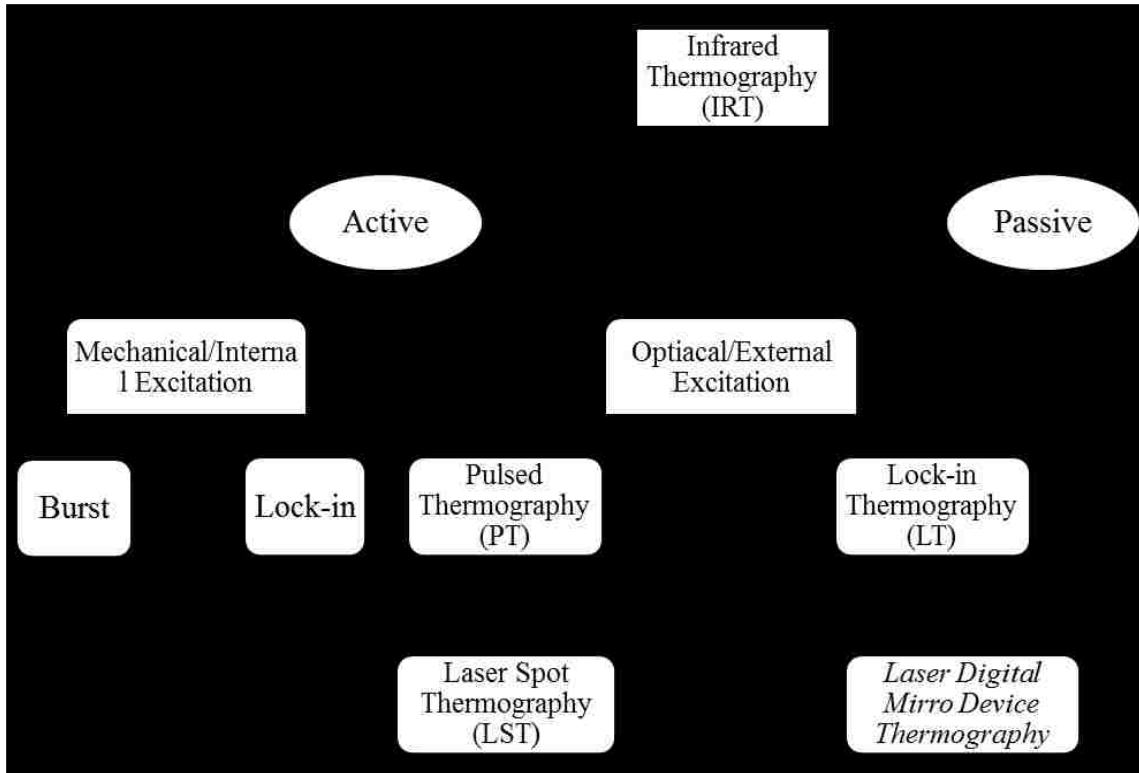 Infrared
Thermography
(IRT)
Active
Passive
Mechanical/Interna
l Excitation
Optiacal/External
Excitation
Burst
Lock-in
Pulsed
Thermography
(PT)
Lock-in
Thermography
(LT)
Laser Spot
Thermography
(LST)
Laser Digital
Mirro Device
Thermography